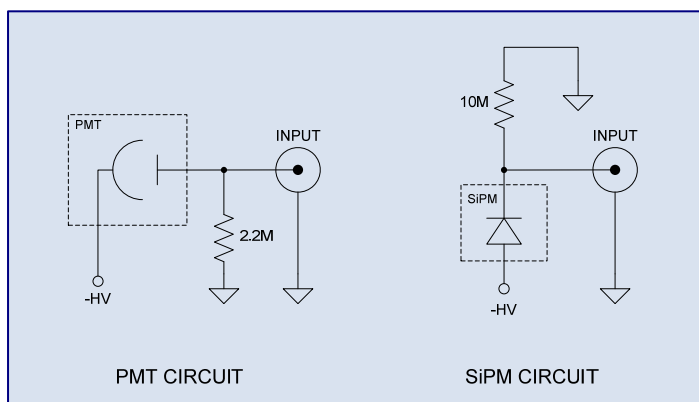 PMT
INPUT
2.2M
-HV
PMT CIRCUIT
10M
INPUT
SiPM
-HV
SiPM CIRCUIT